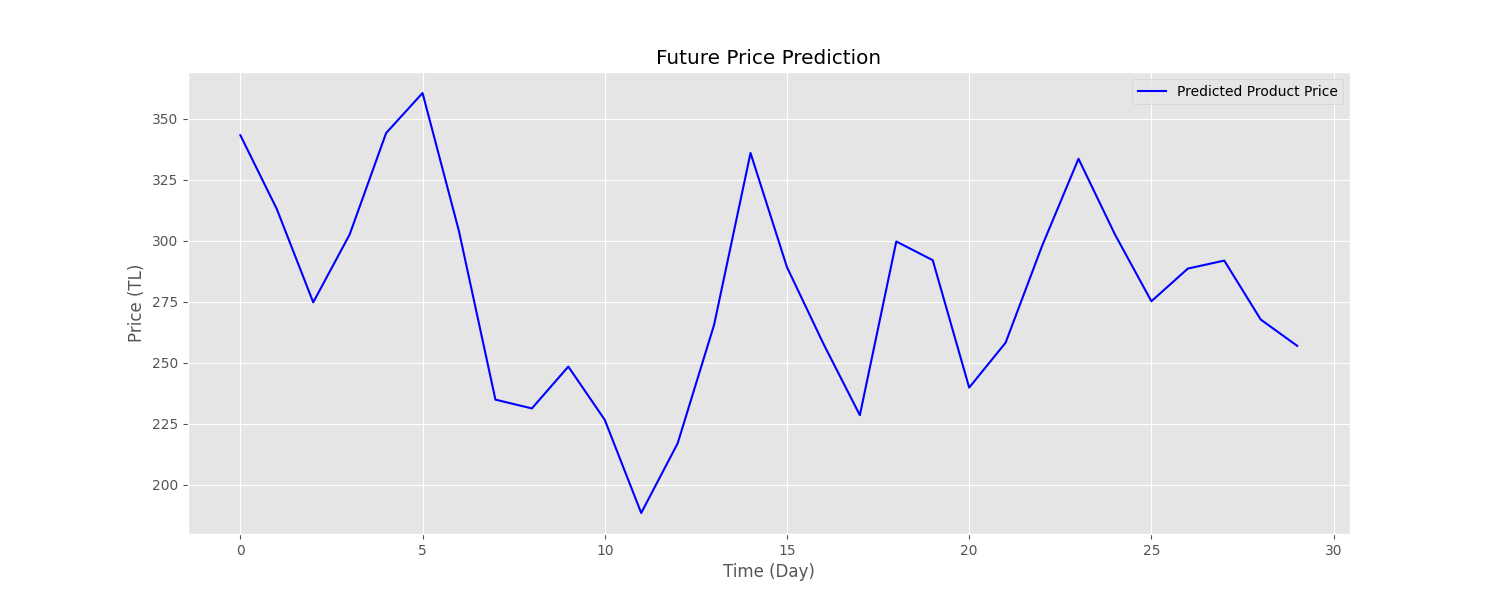 Future Price Prediction
Predicted Product Price
350
325
300
275
250
225
200
Price (TL)
0 5 10 15 20 25 30
Time (Day)